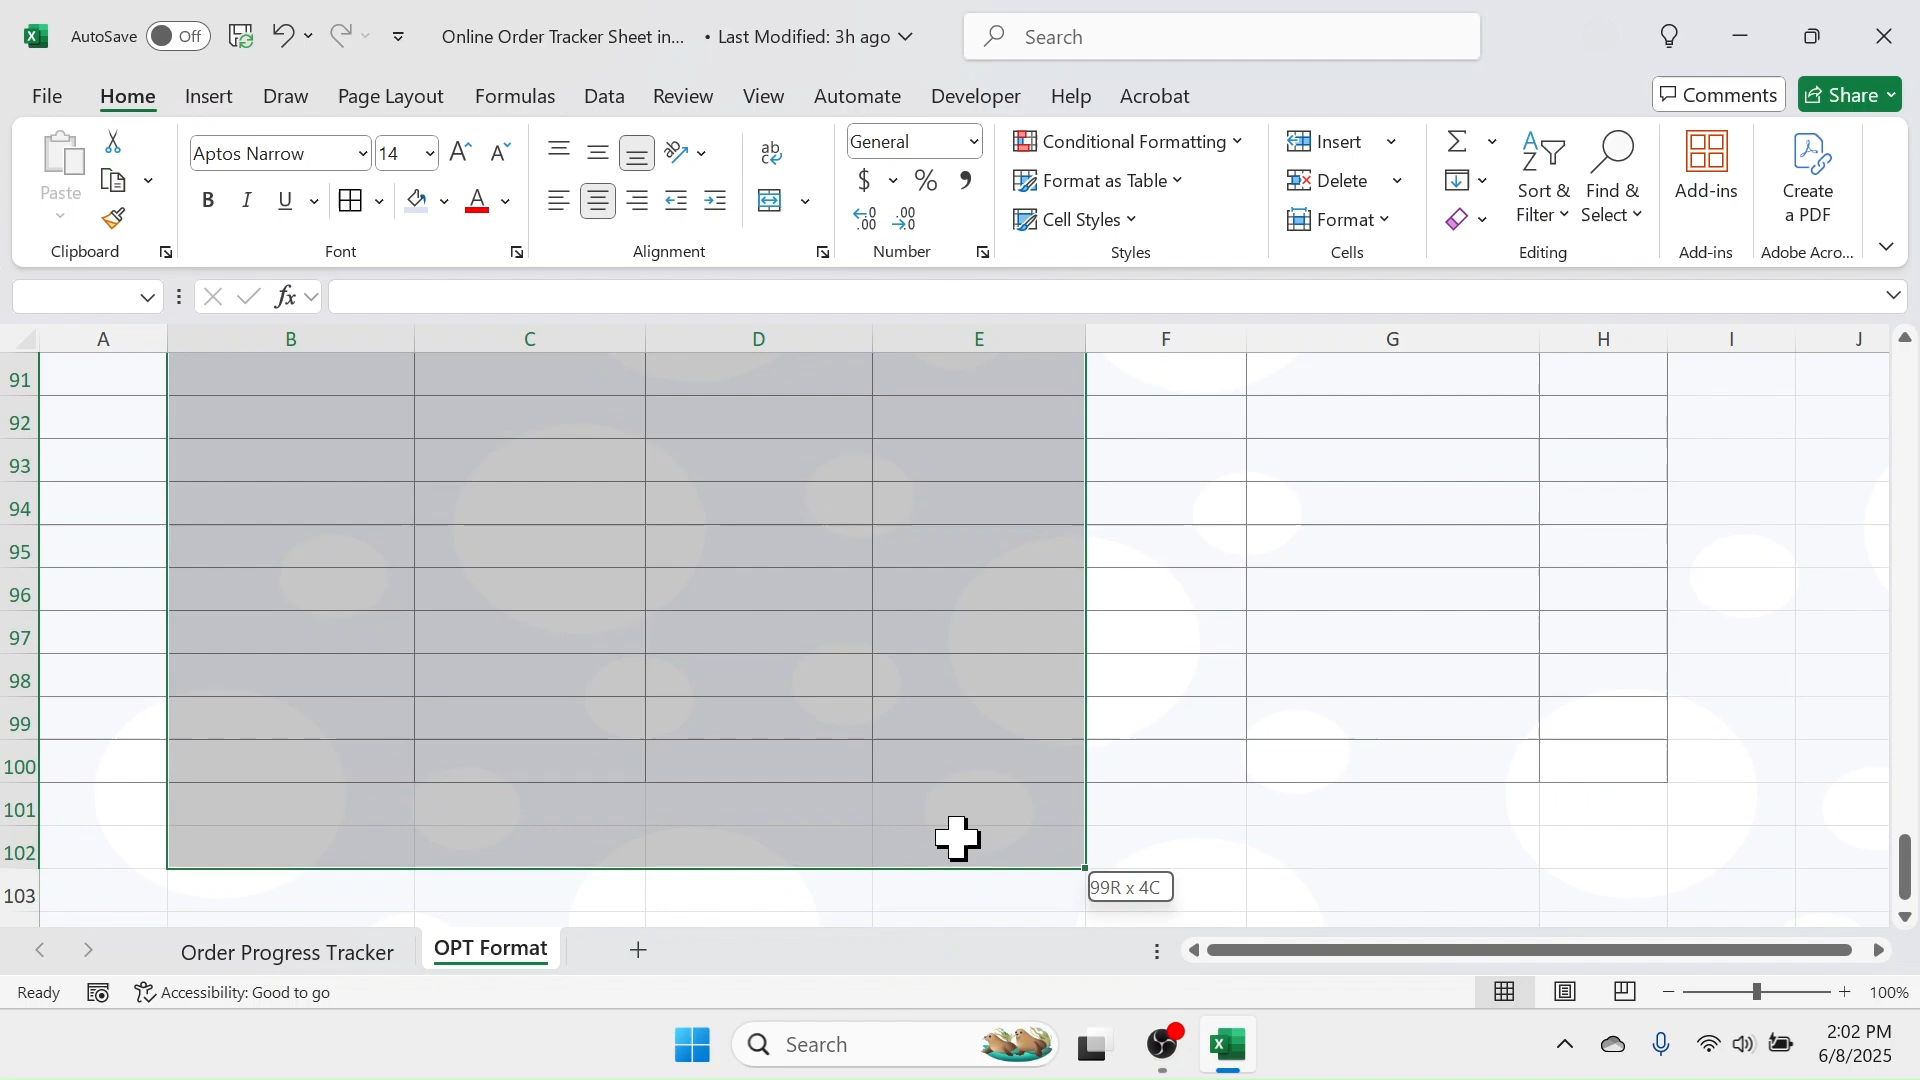 AutoSave Off Online Order Tracker Sheet in... • Last Modified: 3h ago Search
File Home Insert Draw Page Layout Formulas Data Review View Automate Developer Help Acrobat Comments Share
Paste
Clipboard
Aptos Narrow 14
B I U A
Font
ab
Alignment
General
$ % 9
.00
Number
Conditional Formatting
Format as Table
Cell Styles
Styles
Insert
Delete
Format
Cells
Sort & Filter
Find & Select
Editing
Add-ins
Add-ins
Create a PDF
Adobe Acro...
fx
A B C D E F G H I J
91
92
93
94
95
96
97
98
99
100
101
102
103
99R x 4C
Order Progress Tracker OPT Format
Ready Accessibility: Good to go 100%
Search
2:02 PM
6/8/2025